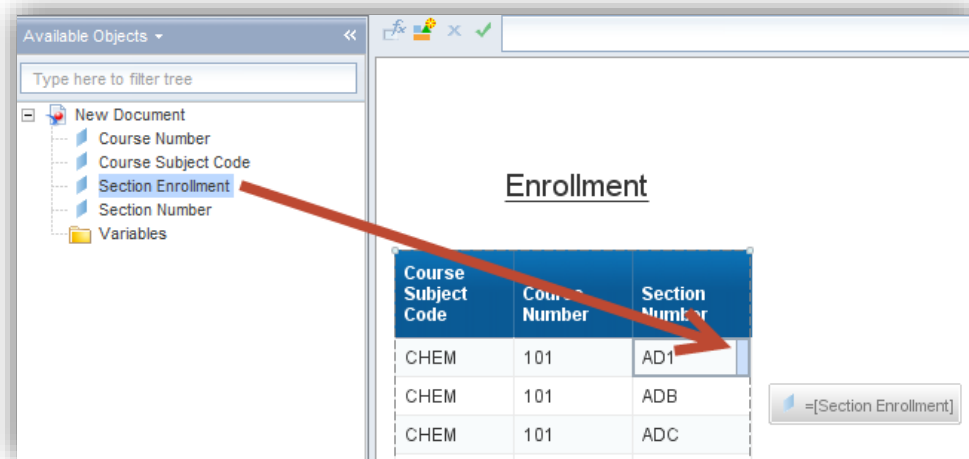 Available Objects
Type here to filter tree
New Document
Course Number
Course Subject Code
Section Enrollment
Section Number
Variables
Enrollment
Course Subject Code
Course Number
Section Number
CHEM 101 AD1
CHEM 101 ADB
=[Section Enrollment]
CHEM 101 ADC